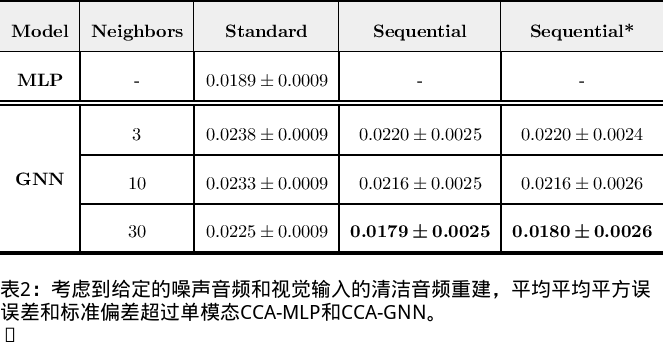 Model Neighbors Standard Sequential Sequential*
MLP - 0.0189 ± 0.0009 - -
3 0.0238 ± 0.0009 0.0220 ± 0.0025 0.0220 ± 0.0024
GNN 10 0.0233 ± 0.0009 0.0216 ± 0.0025 0.0216 ± 0.0026
30 0.0225 ± 0.0009 0.0179 ± 0.0025 0.0180 ± 0.0026
表2：考虑到给定的噪声音频和视觉输入的清洁音频重建，平均平均平方误
误差和标准偏差超过单模态CCA-MLP和CCA-GNN。